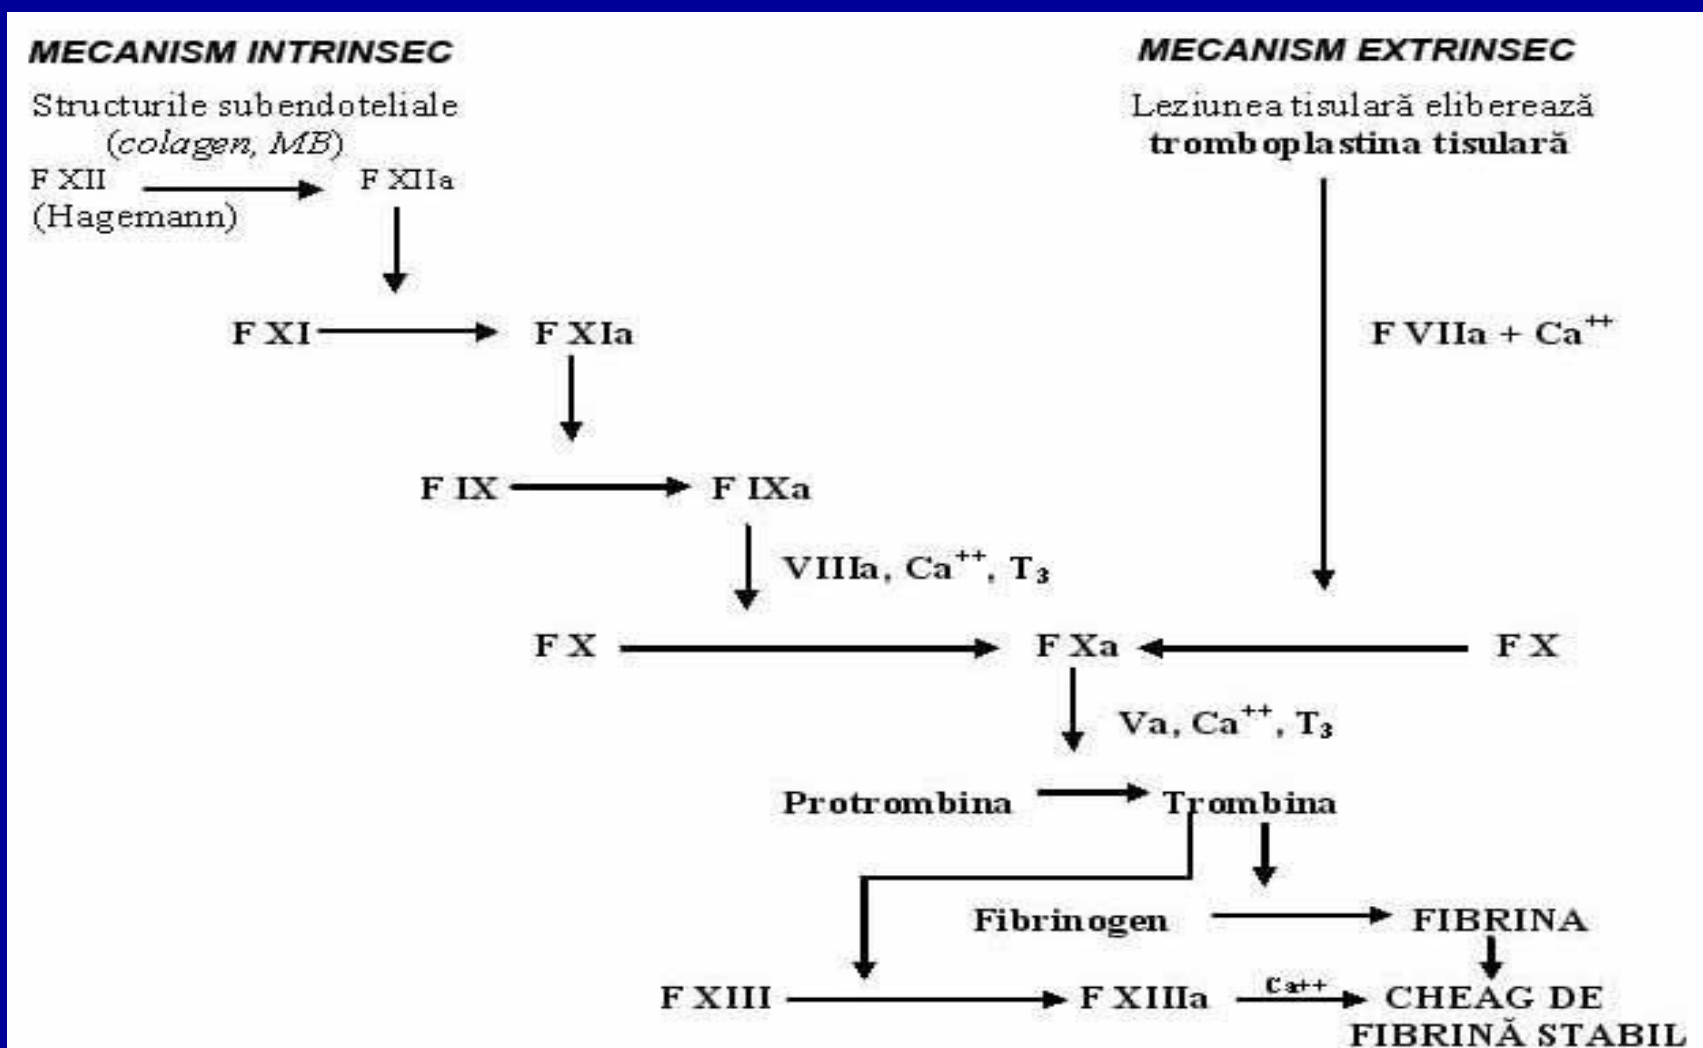 MECANISM INTRINSEC
Structurile subendoteliale
(colagen, MB)
F XII
F XIIa
(Hagemann)
F XI
F XIa
F IX
F IXa
VIIIa, Ca⁺⁺, T₃
MECANISM EXTRINSEC
Leziunea tisulară eliberează
tromboplastina tisulară
F VIIa + Ca⁺⁺
F X
F Xa
F X
Va, Ca⁺⁺, T₃
Protrombina
Trombina
Fibrinogen
FIBRINA
F XIII
F XIIIa
Ca++
CHEAG DE
FIBRINĂ STABIL